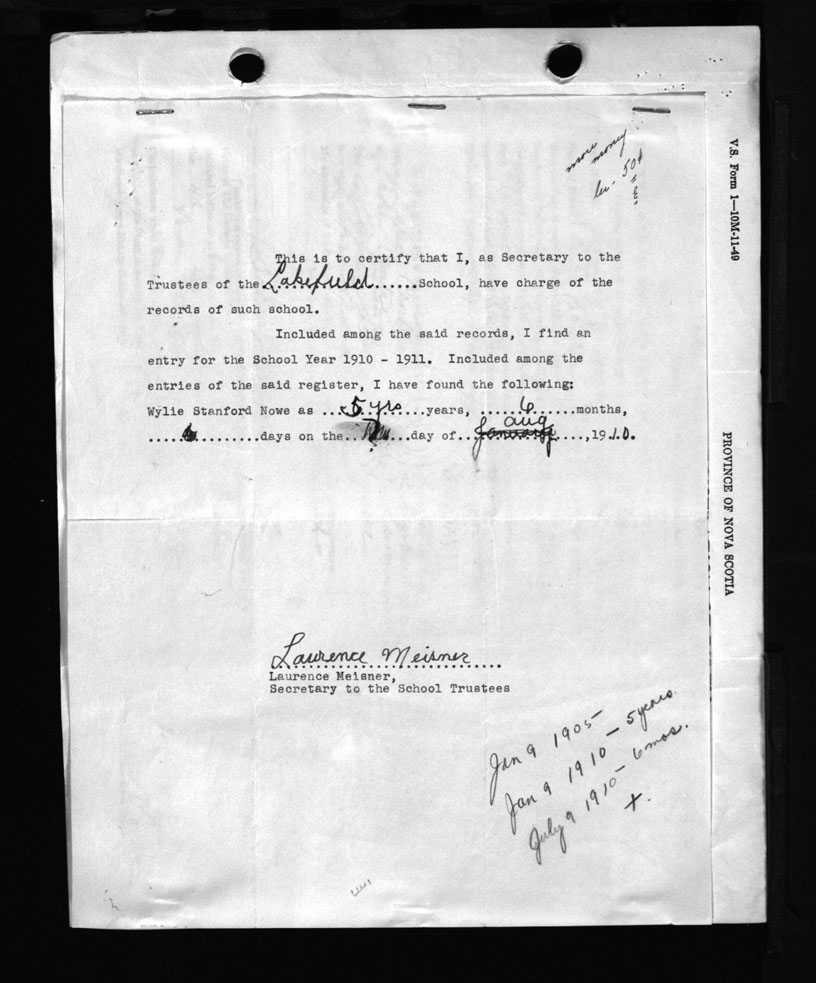 more
money
50¢
This is to certify that I, as Secretary to the
Trustees of the Lakefield......School, have charge of the
records of such school.
Included among the said records, I find an
entry for the School Year 1910 - 1911. Included among the
entries of the said register, I have found the following:
Wylie Stanford Nowe as ...5 yrs...years, .....6......months,
aug
..............days on the.......day of...January....,1910.
Laurence Meisner
Laurence Meisner,
Secretary to the School Trustees
Jan 9 1905-
Jan 9 1910 - 5 years.
July 9 1910 - 6 mos.
V.S. Form 1—10M-11-49
PROVINCE OF NOVA SCOTIA